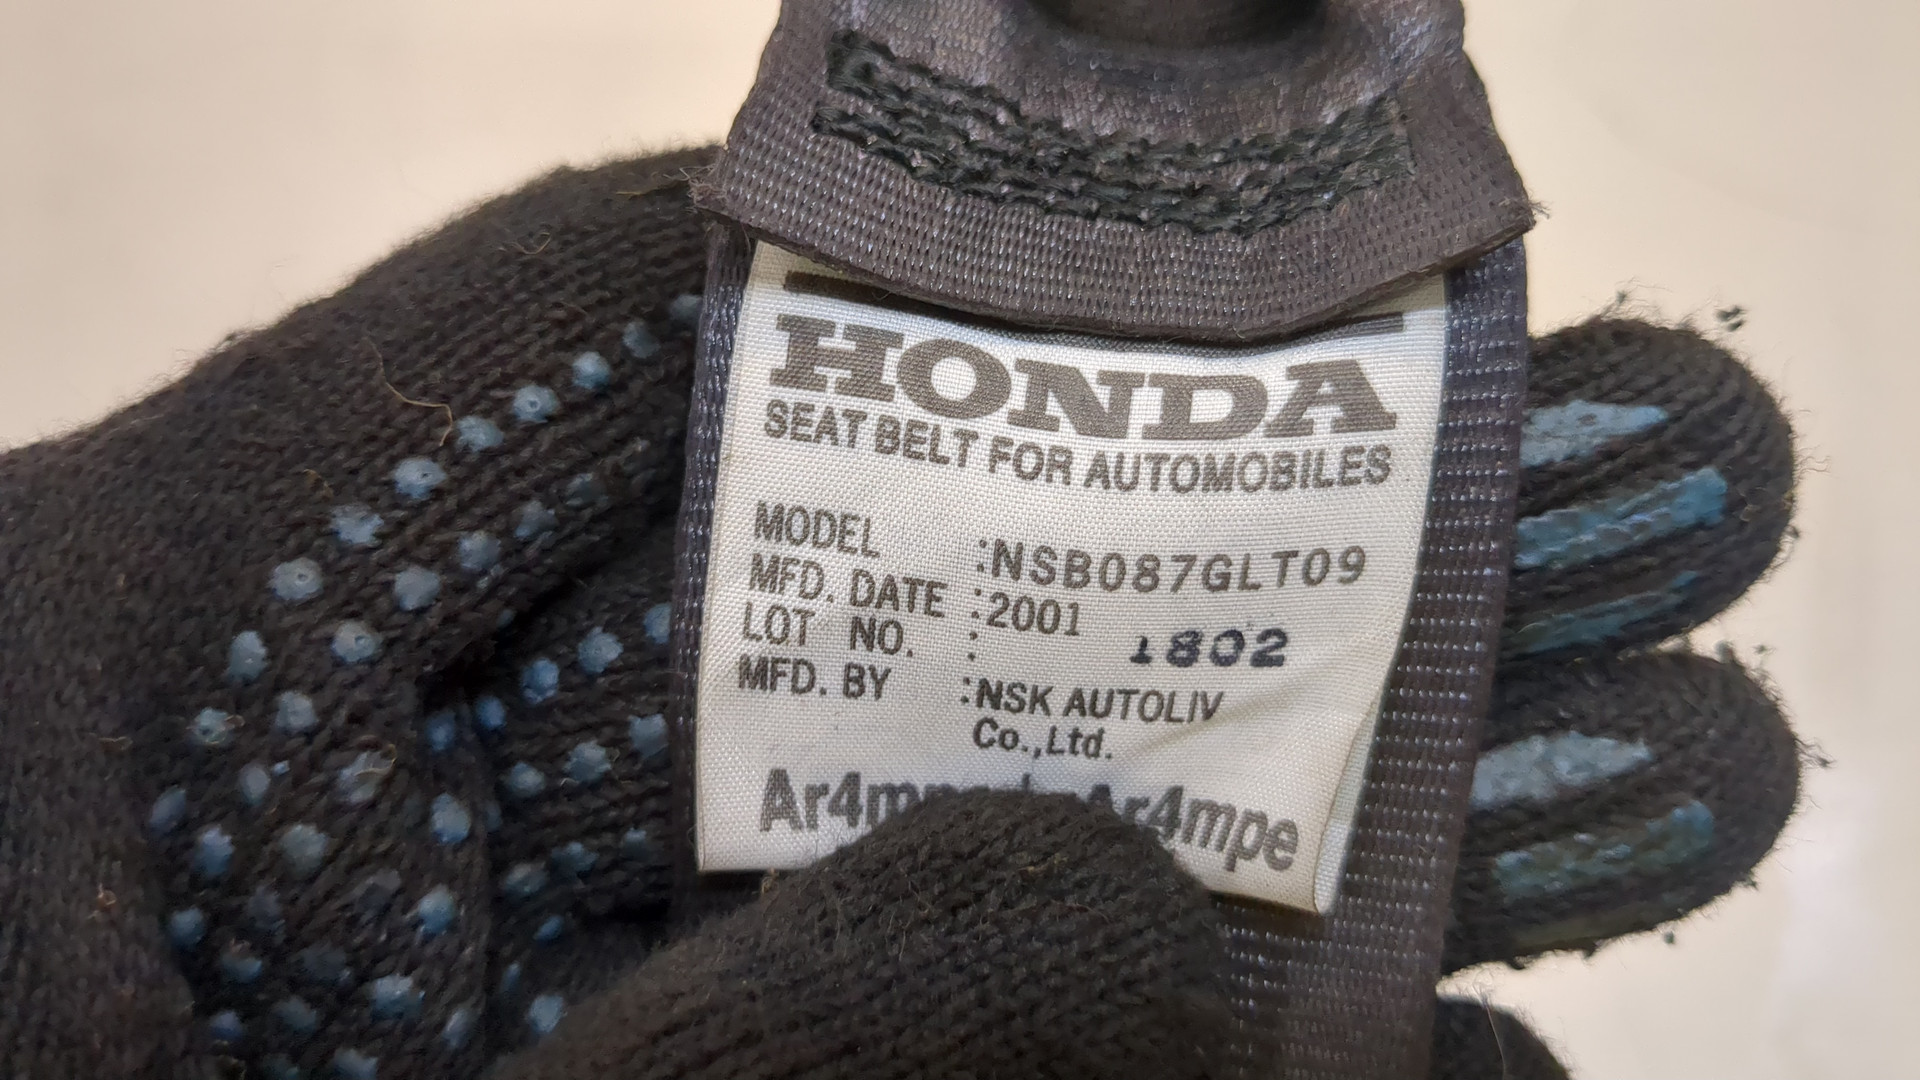 HONDA
SEAT BELT FOR AUTOMOBILES
MODEL :NSB087GLT09
MFD. DATE :2001
LOT NO. : 1802
MFD. BY :NSK AUTOLIV
Co.,Ltd.